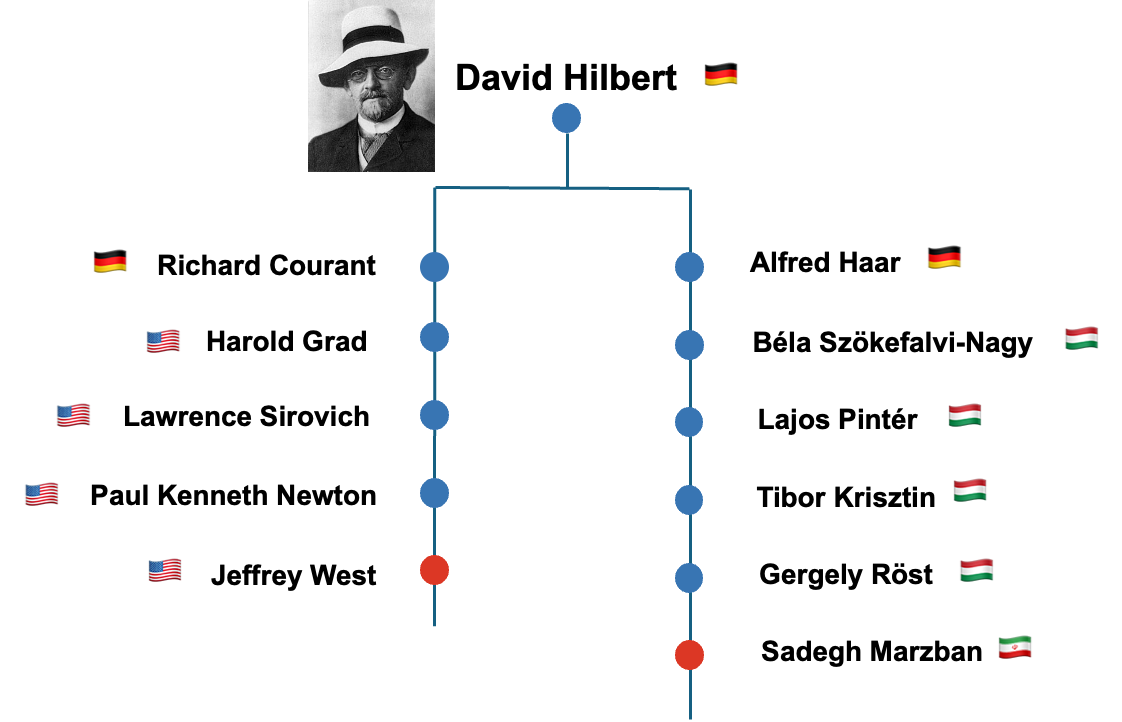 David Hilbert
Richard Courant
Alfred Haar
Harold Grad
Béla Szökefalvi-Nagy
Lawrence Sirovich
Lajos Pintér
Paul Kenneth Newton
Tibor Krisztin
Jeffrey West
Gergely Röst
Sadegh Marzban